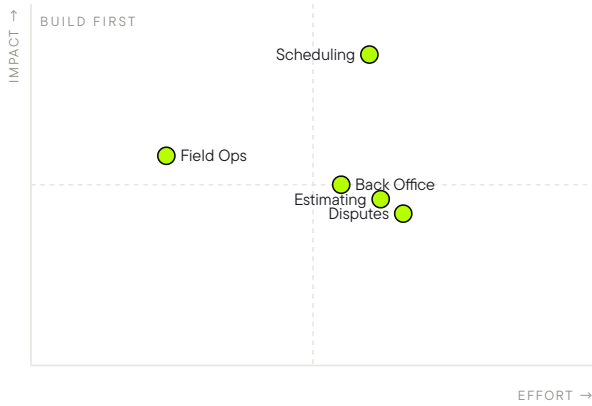 IMPACT →
BUILD FIRST
Scheduling
Field Ops
Back Office
Estimating
Disputes
EFFORT →